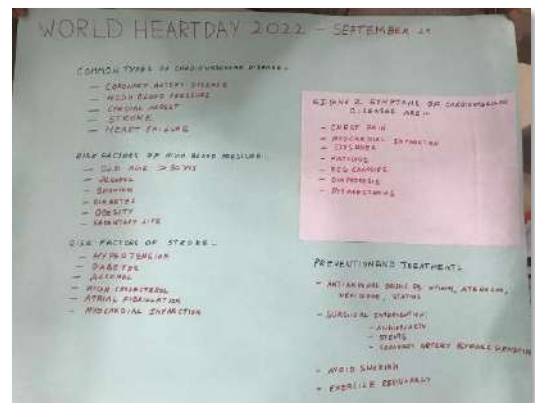 WORLD HEARTDAY 2022 - SEPTEMBER 29
COMMON TYPES OF CARDIOVASCULAR DISEASE -
- CORONARY ARTERY DISEASE
- HIGH BLOOD PRESSURE
- CARDIAC ARREST
- STROKE
- HEART FAILURE
RISK FACTORS OF HIGH BLOOD PRESSURE
- OLD AGE > 30 YRS
- ALCOHOL
- SMOKING
- DIABETES
- OBESITY
- SEDENTARY LIFE
RISK FACTORS OF STROKE -
- HYPERTENSION
- DIABETES
- ALCOHOL
- HIGH CHOLESTEROL
- ATRIAL FIBRILLATION
- MYOCARDIAL INFARCTION
SIGNS & SYMPTOMS OF CARDIOVASCULAR
DISEASE ARE :-
- CHEST PAIN
- MYOCARDIAL INFARCTION
- DYSPNOEA
- FATIGUE
- ECG CHANGES
- DIAPHORESIS
PREVENTION AND TREATMENT:-
- ANTIANGINAL DRUGS
STATINS
- SURGICAL INTERVENTION:
- ANGIOPLASTY
- STENTS
- CORONARY ARTERY BYPASS
- AVOID SMOKING
- EXERCISE REGULARLY